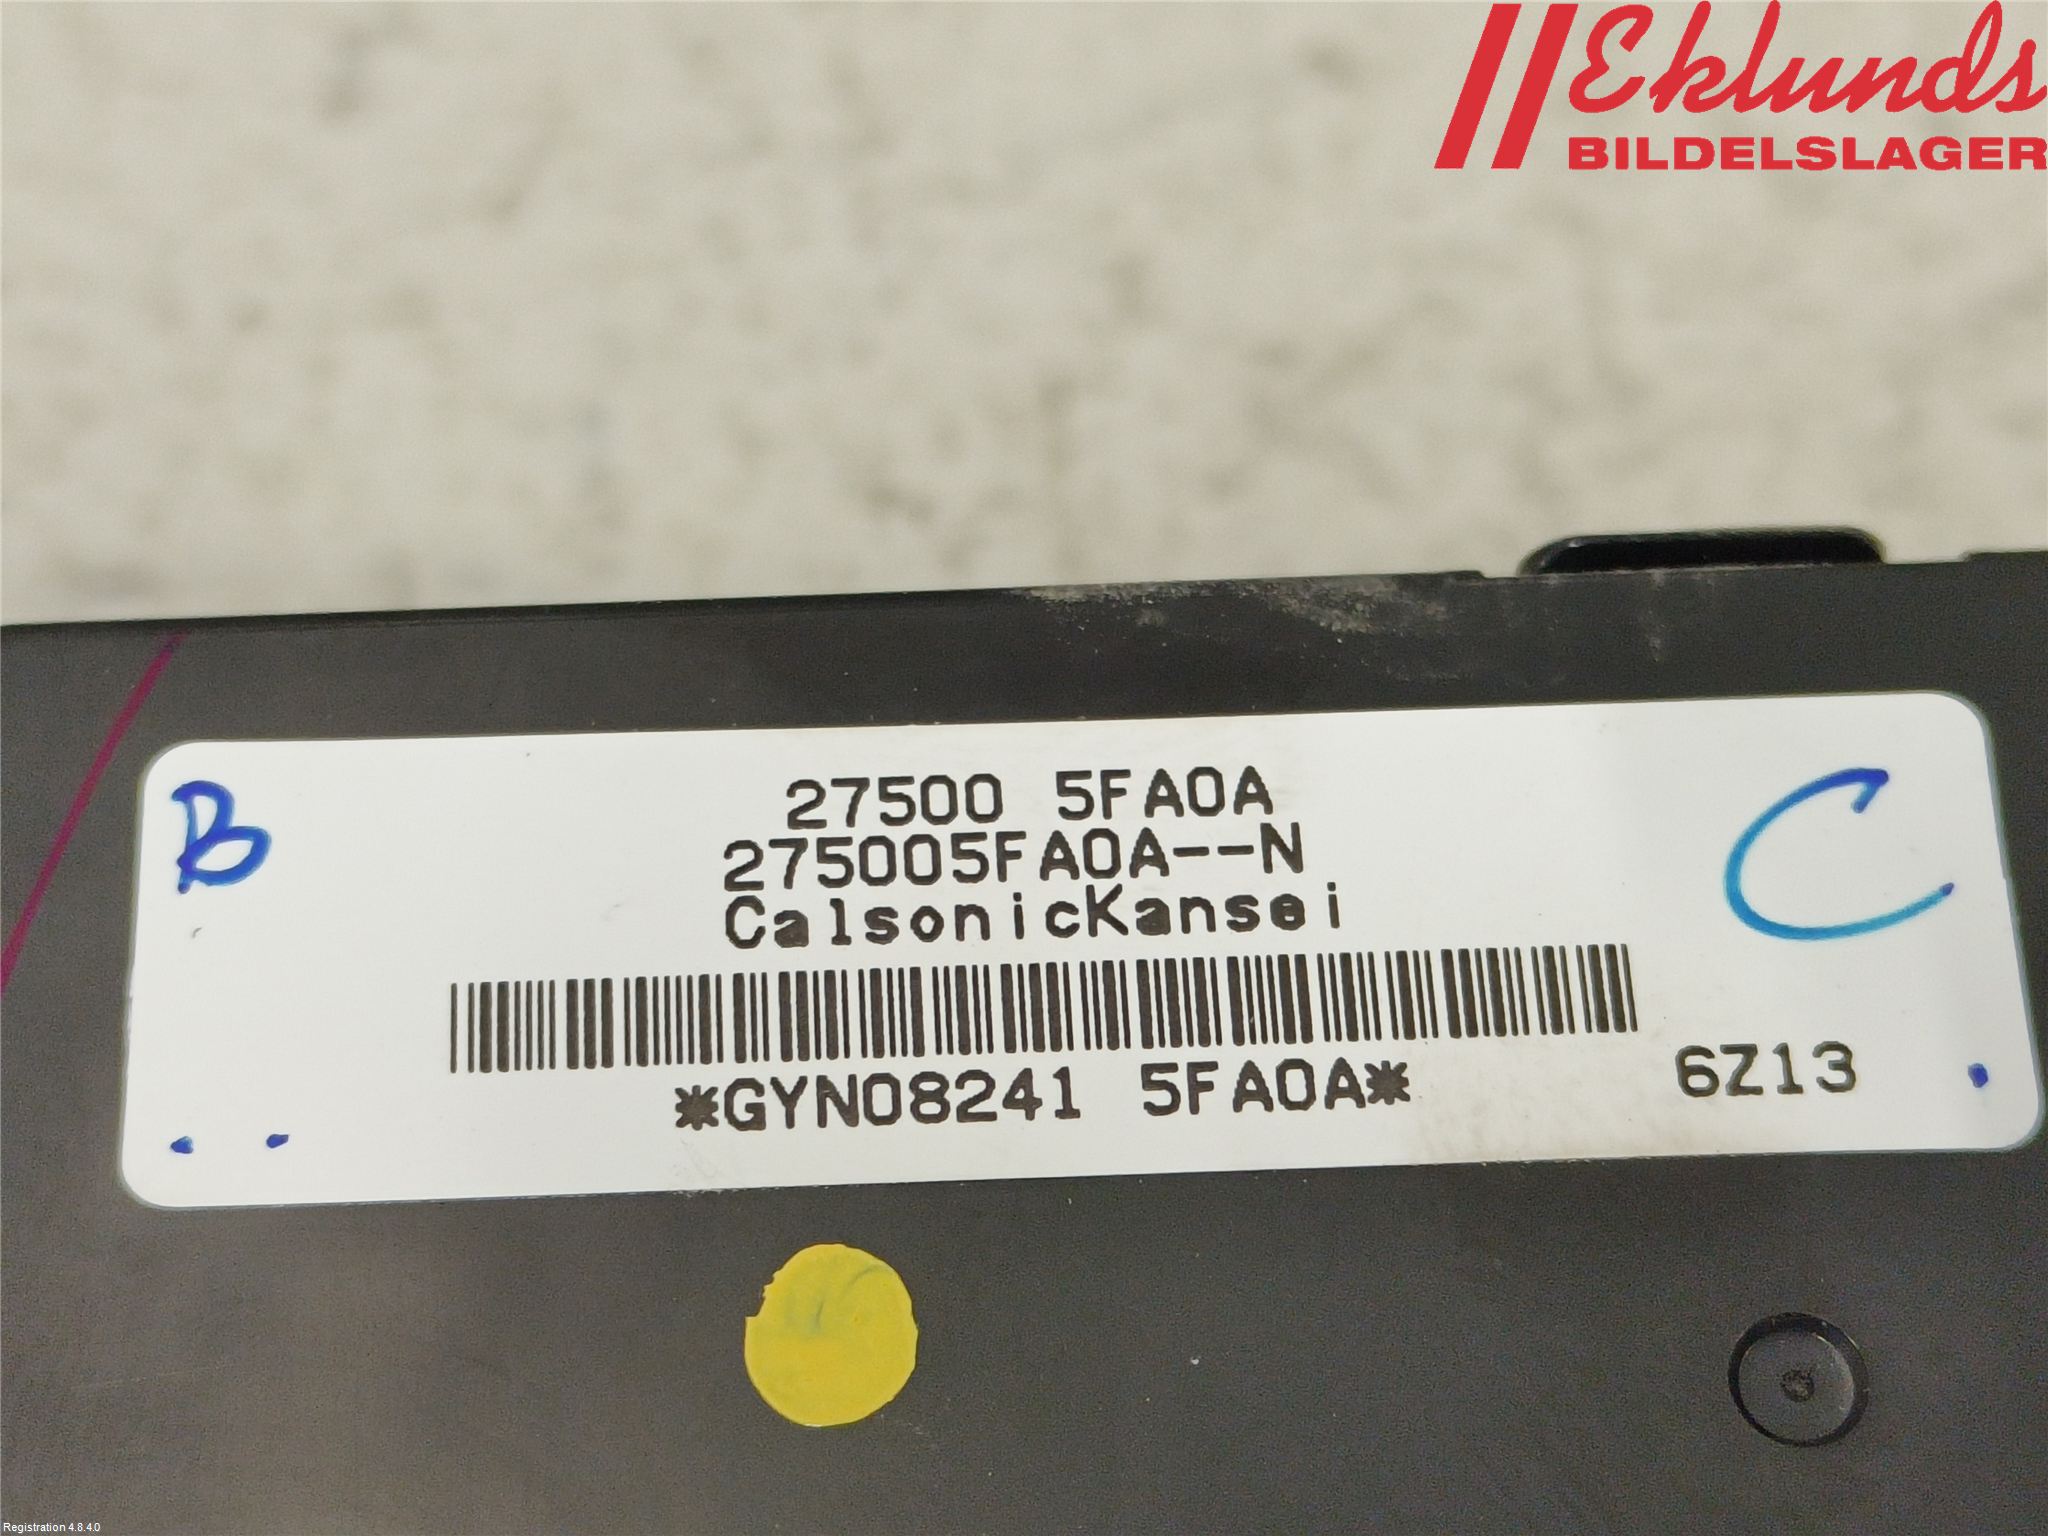 Eklunds
BILDELSLAGER
B
C
27500 5FA0A
275005FA0A--N
CalsonicKansei
*GYN08241 5FA0A*
6Z13
Registration 4.8.4.0